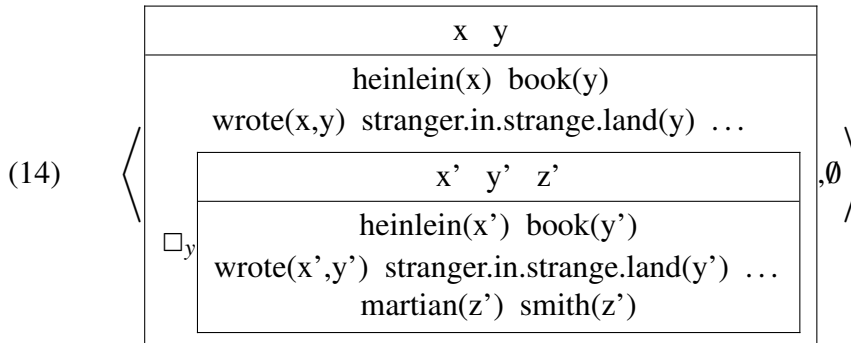 x y
heinlein(x) book(y)
wrote(x,y) stranger.in.strange.land(y) …
(14) ⟨ ,∅⟩
x’ y’ z’
heinlein(x’) book(y’)
□y
wrote(x’,y’) stranger.in.strange.land(y’) …
martian(z’) smith(z’)